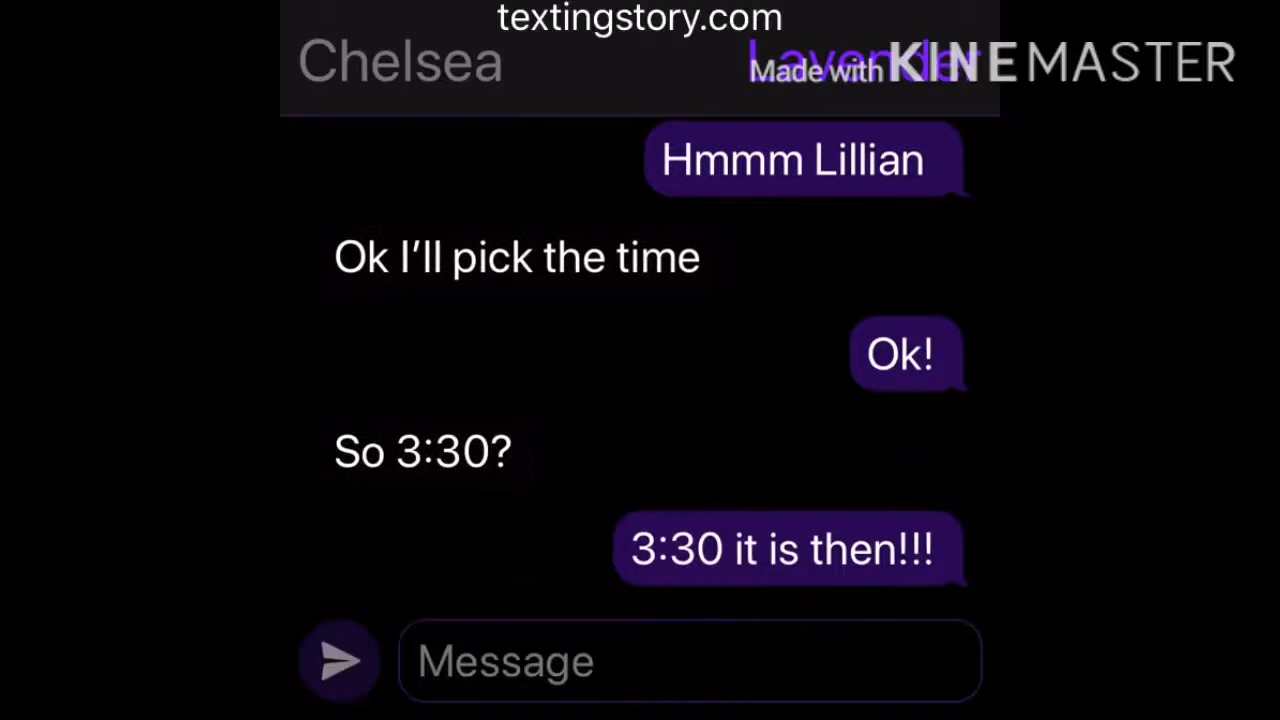 textingstory.com
Chelsea
Lavender
Made with KINEMASTER
Hmmm Lillian
Ok I’ll pick the time
Ok!
So 3:30?
3:30 it is then!!!
Message